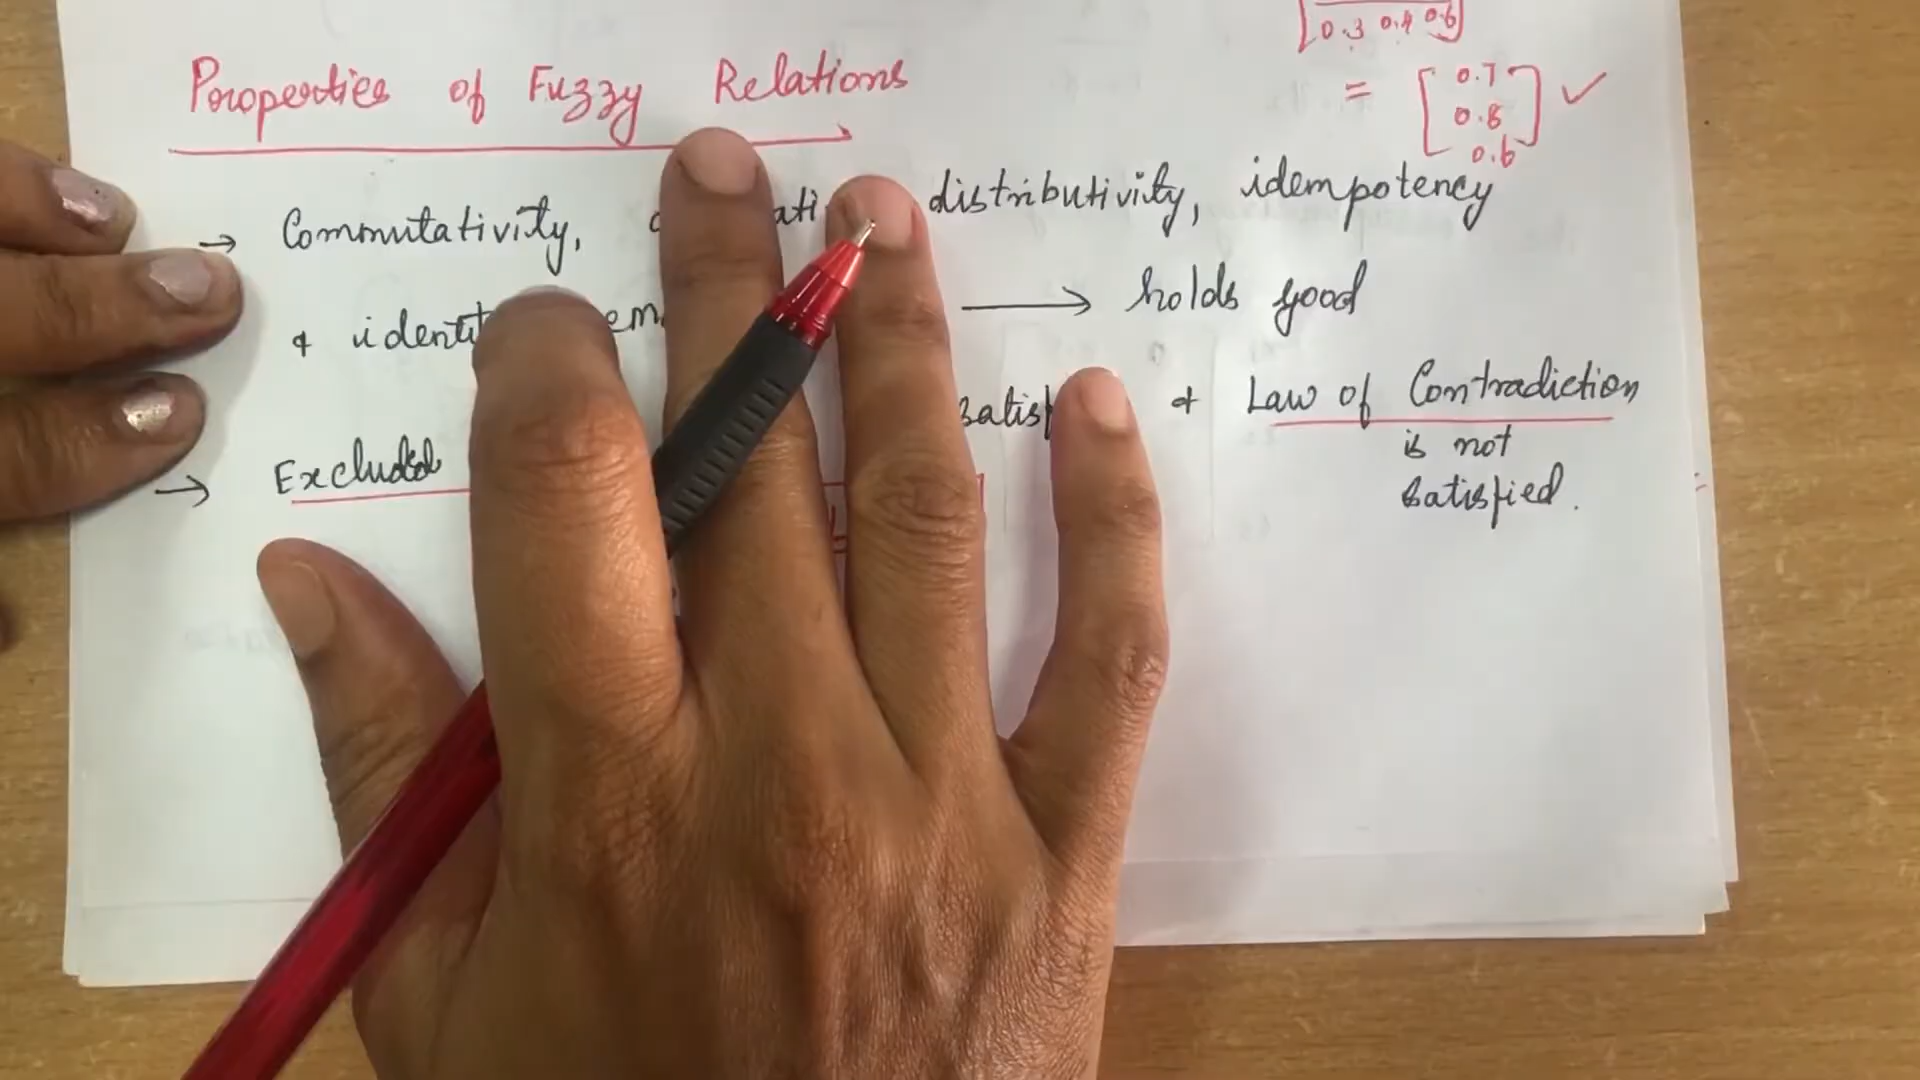 0.3 0.4 0.6
Properties of Fuzzy Relations
= 0.7
0.8 ✓
0.6
→ Commutativity, distributivity, idempotency
& → holds good
& Law of Contradiction
is not
→ Excluded
satisfied.